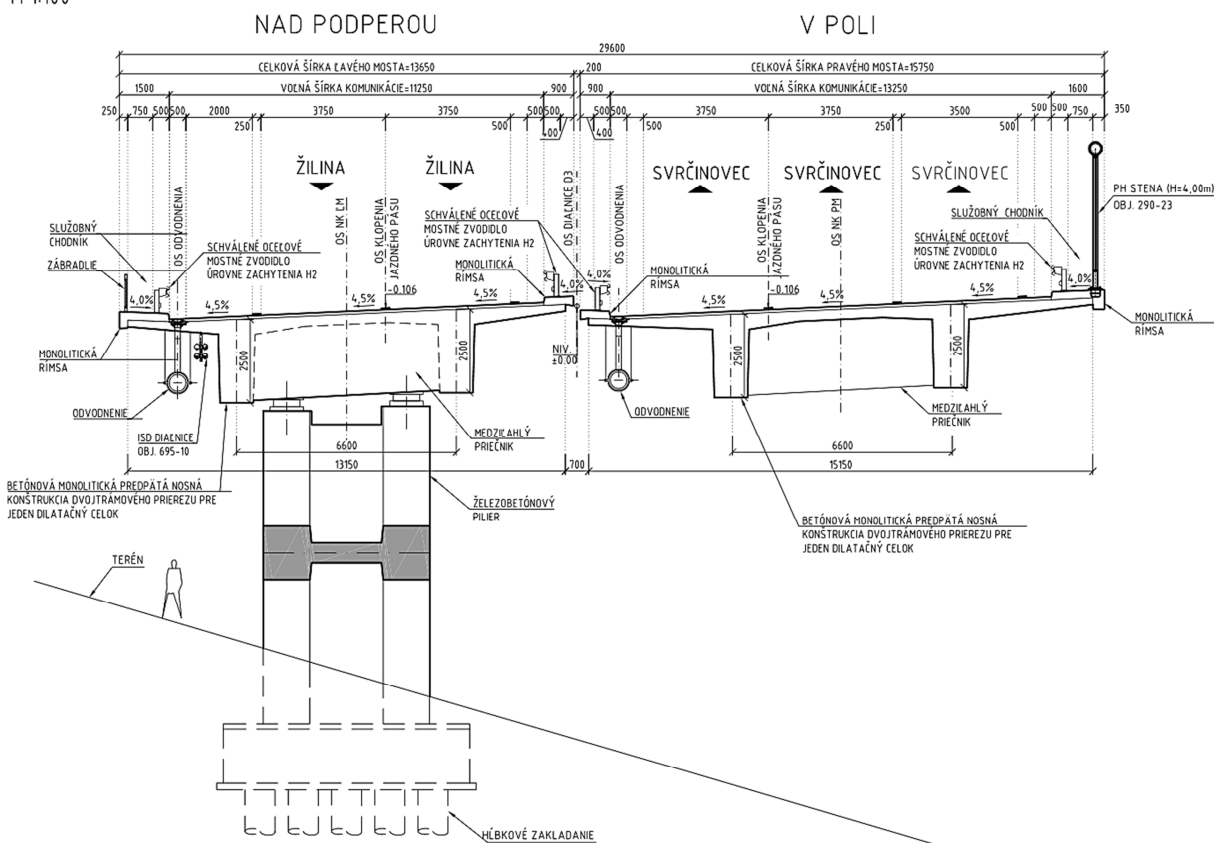 NAD PODPEROU
V POLI
29600
CELKOVÁ ŠÍRKA ĽAVÉHO MOSTA=13650
200
CELKOVÁ ŠÍRKA PRAVÉHO MOSTA=15750
1500
VOĽNÁ ŠÍRKA KOMUNIKÁCIE=11250
900
900
VOĽNÁ ŠÍRKA KOMUNIKÁCIE=13250
1600
250
750
500
500
2000
3750
3750
500
500
500
500
3750
3750
3500
500
500
750
350
250
500
400
400
500
250
500
ŽILINA
ŽILINA
SVRČINOVEC
SVRČINOVEC
SVRČINOVEC
PH STENA (H=4,00m)
OBJ. 290-23
SLUŽOBNÝ
CHODNÍK
ZÁBRADLIE
OS ODVODNENIA
SCHVÁLENÉ OCEĽOVÉ
MOSTNÉ ZVODIDLO
ÚROVNE ZACHYTENIA H2
OS NK ĽM
OS KLOPENIA
JAZDNÉHO PÁSU
SCHVÁLENÉ OCEĽOVÉ
MOSTNÉ ZVODIDLO
ÚROVNE ZACHYTENIA H2
MONOLITICKÁ
RÍMSA
OS DIAĽNICE D3
OS ODVODNENIA
MONOLITICKÁ
RÍMSA
OS KLOPENIA
JAZDNÉHO PÁSU
OS NK PM
SLUŽOBNÝ CHODNÍK
SCHVÁLENÉ OCEĽOVÉ
MOSTNÉ ZVODIDLO
ÚROVNE ZACHYTENIA H2
4,0%
4,5%
4,5%
-0.106
4,0%
4,0%
4,5%
-0.106
4,5%
4,0%
MONOLITICKÁ
RÍMSA
2500
2500
NIV.
±0.00
2500
2500
MONOLITICKÁ
RÍMSA
ODVODNENIE
ISD DIAĽNICE
OBJ. 695-10
MEDZIĽAHLÝ
PRIEČNIK
ODVODNENIE
MEDZIĽAHLÝ
PRIEČNIK
6600
6600
13150
700
15150
BETÓNOVÁ MONOLITICKÁ PREDPÄTÁ NOSNÁ
KONŠTRUKCIA DVOJTRÁMOVÉHO PRIEREZU PRE
JEDEN DILATAČNÝ CELOK
ŽELEZOBETÓNOVÝ
PILIER
BETÓNOVÁ MONOLITICKÁ PREDPÄTÁ NOSNÁ
KONŠTRUKCIA DVOJTRÁMOVÉHO PRIEREZU PRE
JEDEN DILATAČNÝ CELOK
TERÉN
HĹBKOVÉ ZAKLADANIE